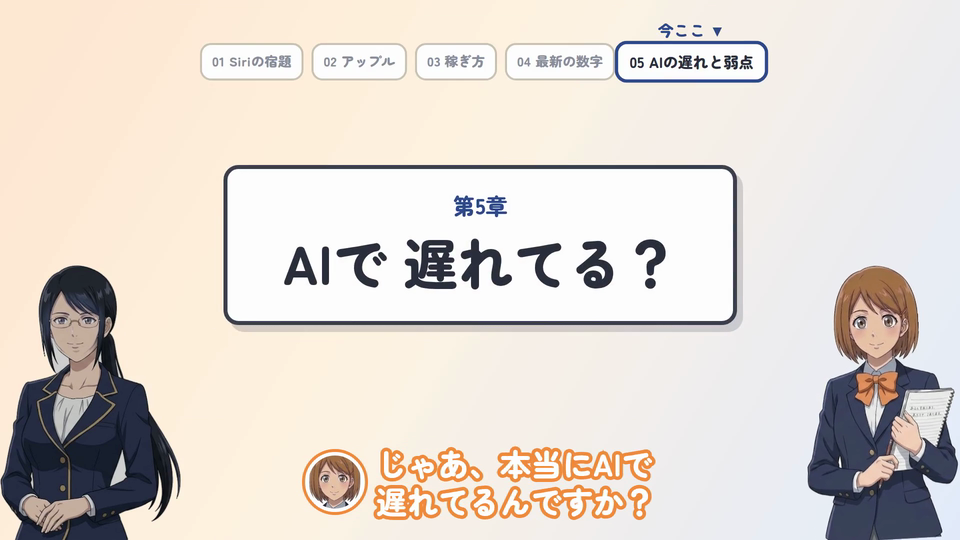 今ここ ▼
01 Siriの宿題
02 アップル
03 稼ぎ方
04 最新の数字
05 AIの遅れと弱点
第5章
AIで 遅れてる？
じゃあ、本当にAIで
遅れてるんですか？